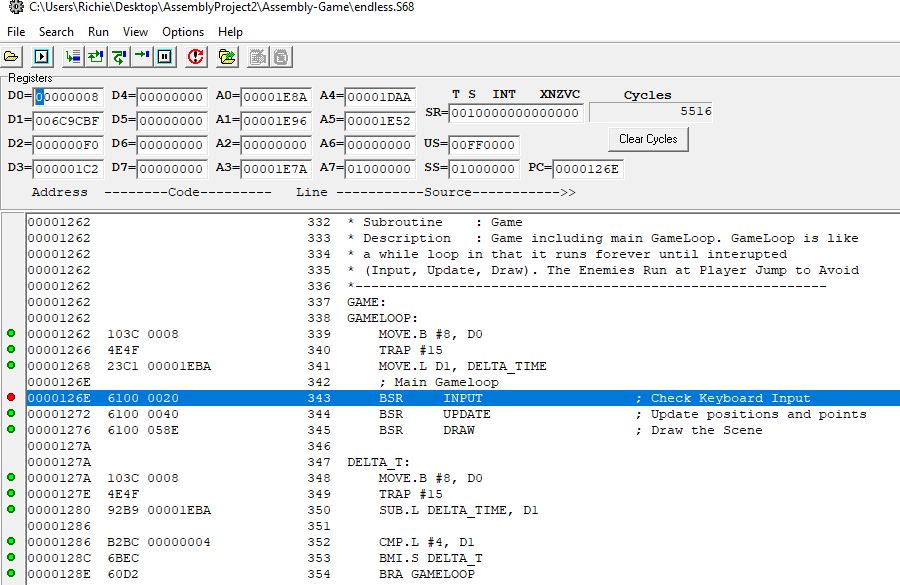 C:\Users\Richie\Desktop\AssemblyProject2\Assembly-Game\endless.S68
File Search Run View Options Help
Registers
T S INT XNZVC Cycles
D0= 00000008 D4= 00000000 A0= 00001E8A A4= 00001DAA SR= 0010000000000000 5516
D1= 006C9CBF D5= 00000000 A1= 00001E96 A5= 00001E52
D2= 000000F0 D6= 00000000 A2= 00000000 A6= 00000000 US= 00FF0000 Clear Cycles
D3= 000001C2 D7= 00000000 A3= 00001E7A A7= 01000000 SS= 01000000 PC= 0000126E
Address --------Code--------- Line -----------Source----------->>
00001262 332 * Subroutine : Game
00001262 333 * Description : Game including main GameLoop. GameLoop is like
00001262 334 * a while loop in that it runs forever until interupted
00001262 335 * (Input, Update, Draw). The Enemies Run at Player Jump to Avoid
00001262 336 *-----------------------------------------------------------
00001262 337 GAME:
00001262 338 GAMELOOP:
00001262 103C 0008 339 MOVE.B #8, D0
00001266 4E4F 340 TRAP #15
00001268 23C1 00001EBA 341 MOVE.L D1, DELTA_TIME
0000126E 342 ; Main Gameloop
0000126E 6100 0020 343 BSR INPUT ; Check Keyboard Input
00001272 6100 0040 344 BSR UPDATE ; Update positions and points
00001276 6100 058E 345 BSR DRAW ; Draw the Scene
0000127A 346
0000127A 347 DELTA_T:
0000127A 103C 0008 348 MOVE.B #8, D0
0000127E 4E4F 349 TRAP #15
00001280 92B9 00001EBA 350 SUB.L DELTA_TIME, D1
00001286 351
00001286 B2BC 00000004 352 CMP.L #4, D1
0000128C 6BEC 353 BMI.S DELTA_T
0000128E 60D2 354 BRA GAMELOOP